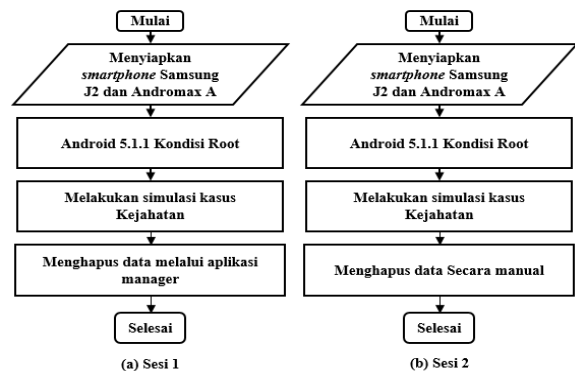 Mulai
Menyiapkan
smartphone Samsung
J2 dan Andromax A
Android 5.1.1 Kondisi Root
Melakukan simulasi kasus
Kejahatan
Menghapus data melalui aplikasi
manager
Selesai
(a) Sesi 1
Mulai
Menyiapkan
smartphone Samsung
J2 dan Andromax A
Android 5.1.1 Kondisi Root
Melakukan simulasi kasus
Kejahatan
Menghapus data Secara manual
Selesai
(b) Sesi 2